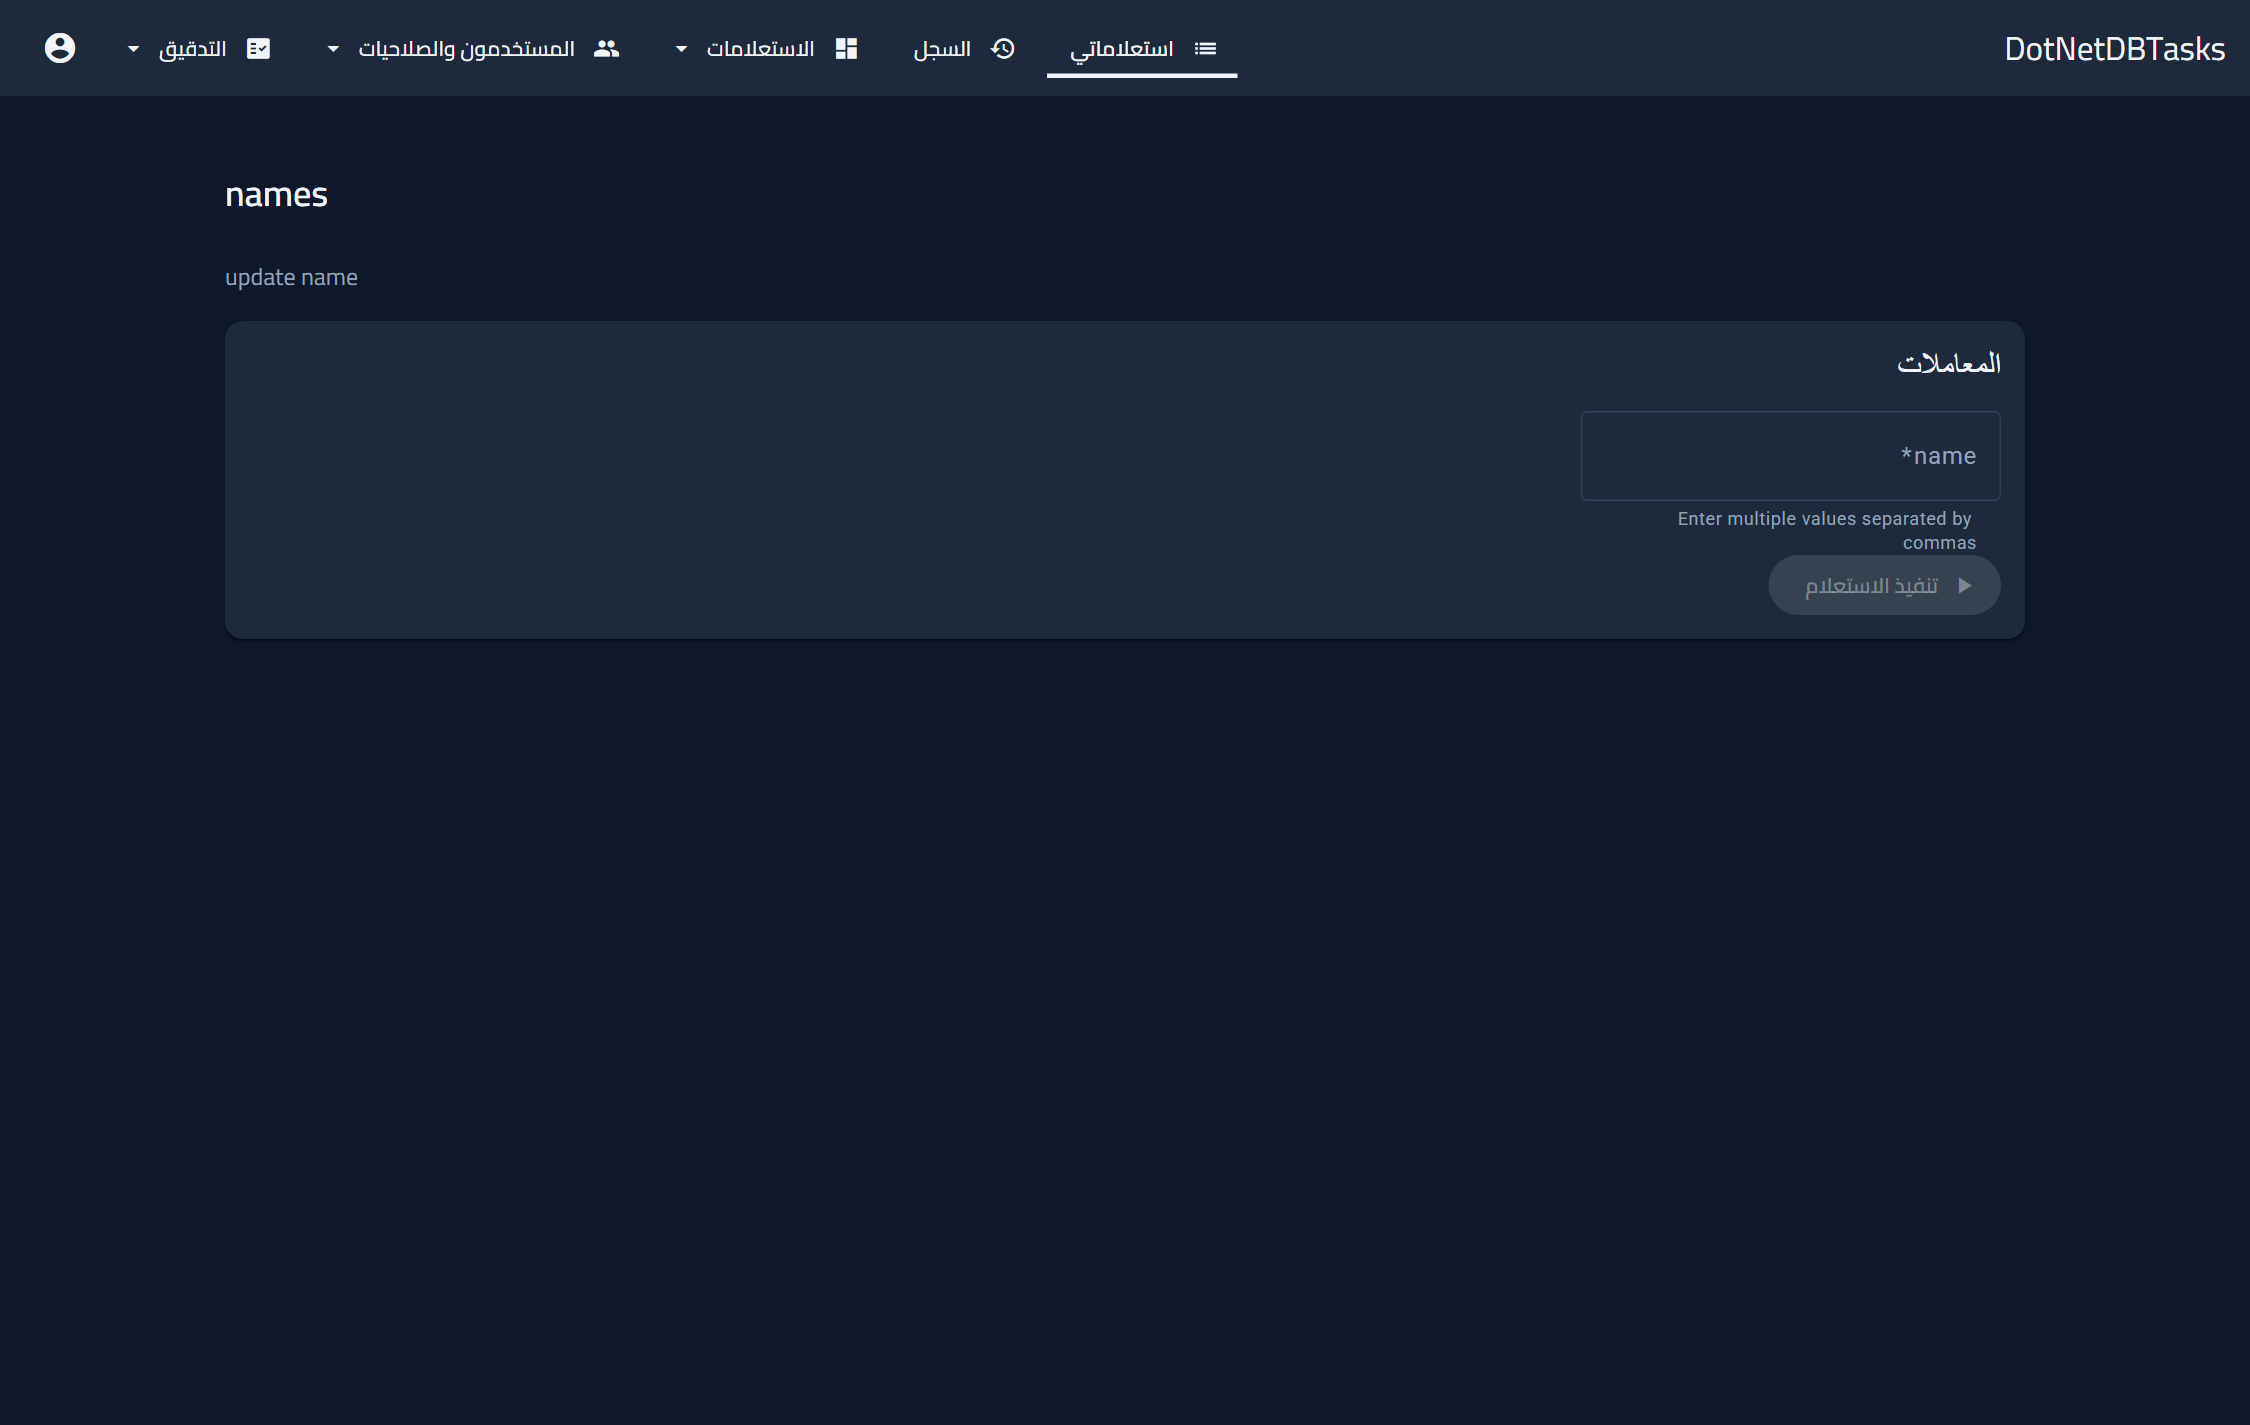 DotNetDBTasks
استعلاماتي
السجل
الاستعلامات
المستخدمون والصلاحيات
التدقيق
names
update name
المعاملات
name*
Enter multiple values separated by
commas
تنفيذ الاستعلام